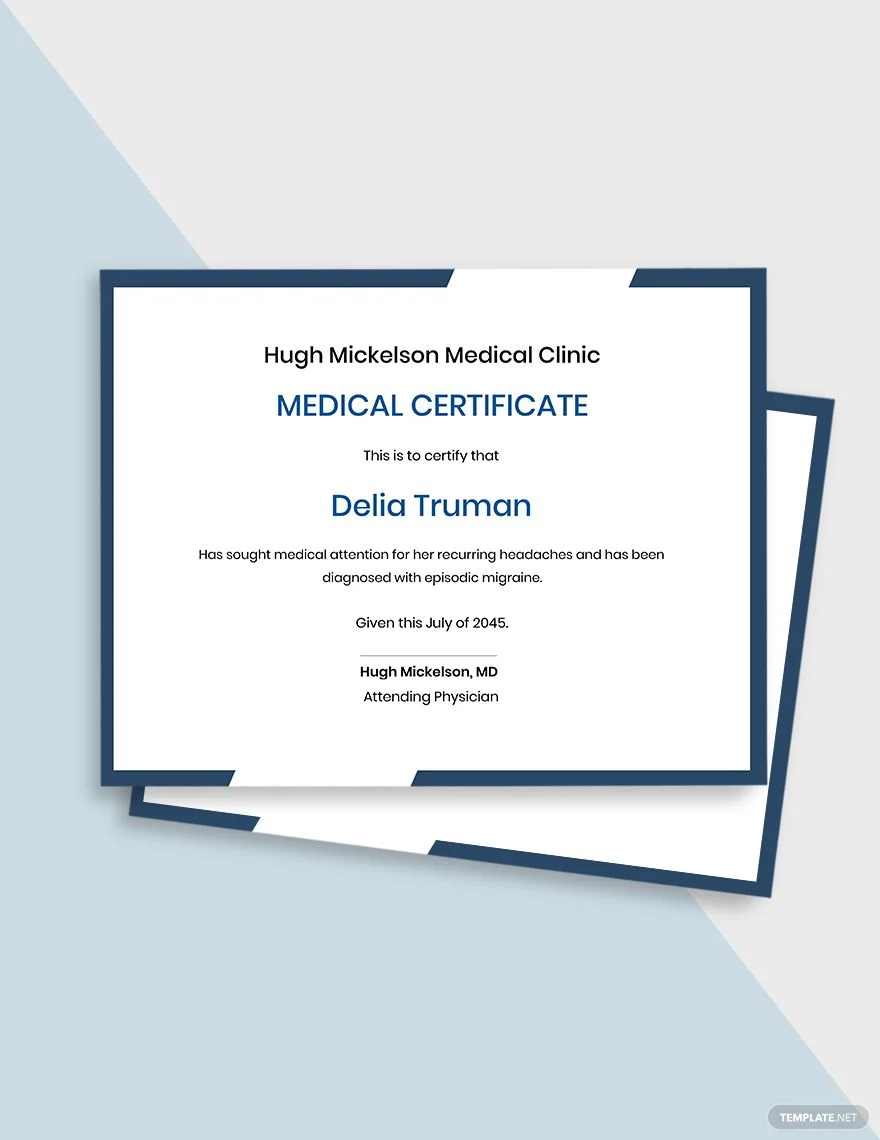 Hugh Mickelson Medical Clinic
MEDICAL CERTIFICATE
This is to certify that
Delia Truman
Has sought medical attention for her recurring headaches and has been
diagnosed with episodic migraine.
Given this July of 2045.
Hugh Mickelson, MD
Attending Physician
TEMPLATE.NET